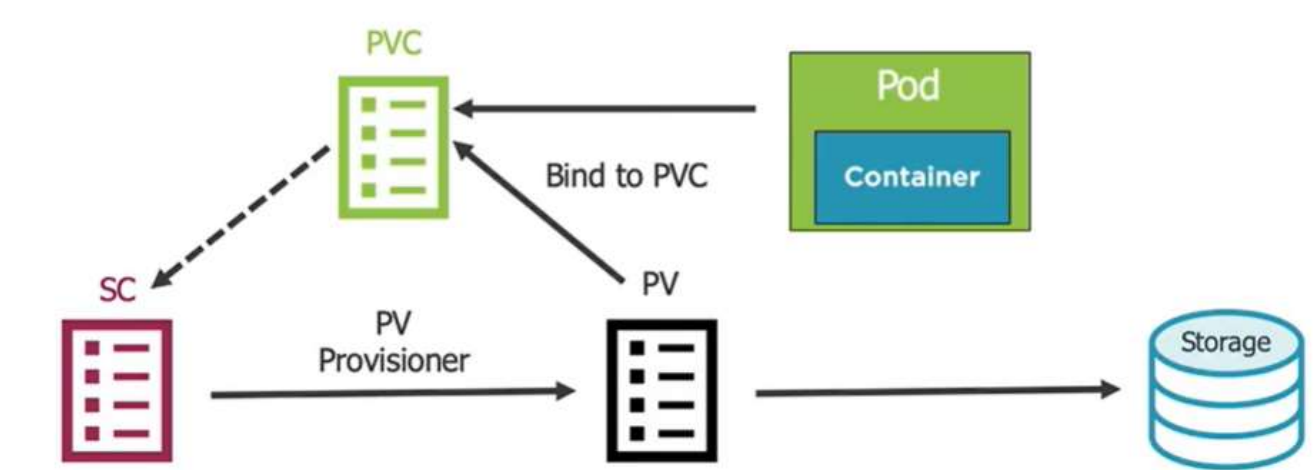 PVC
Pod
Container
Bind to PVC
SC
PV
PV
Provisioner
Storage